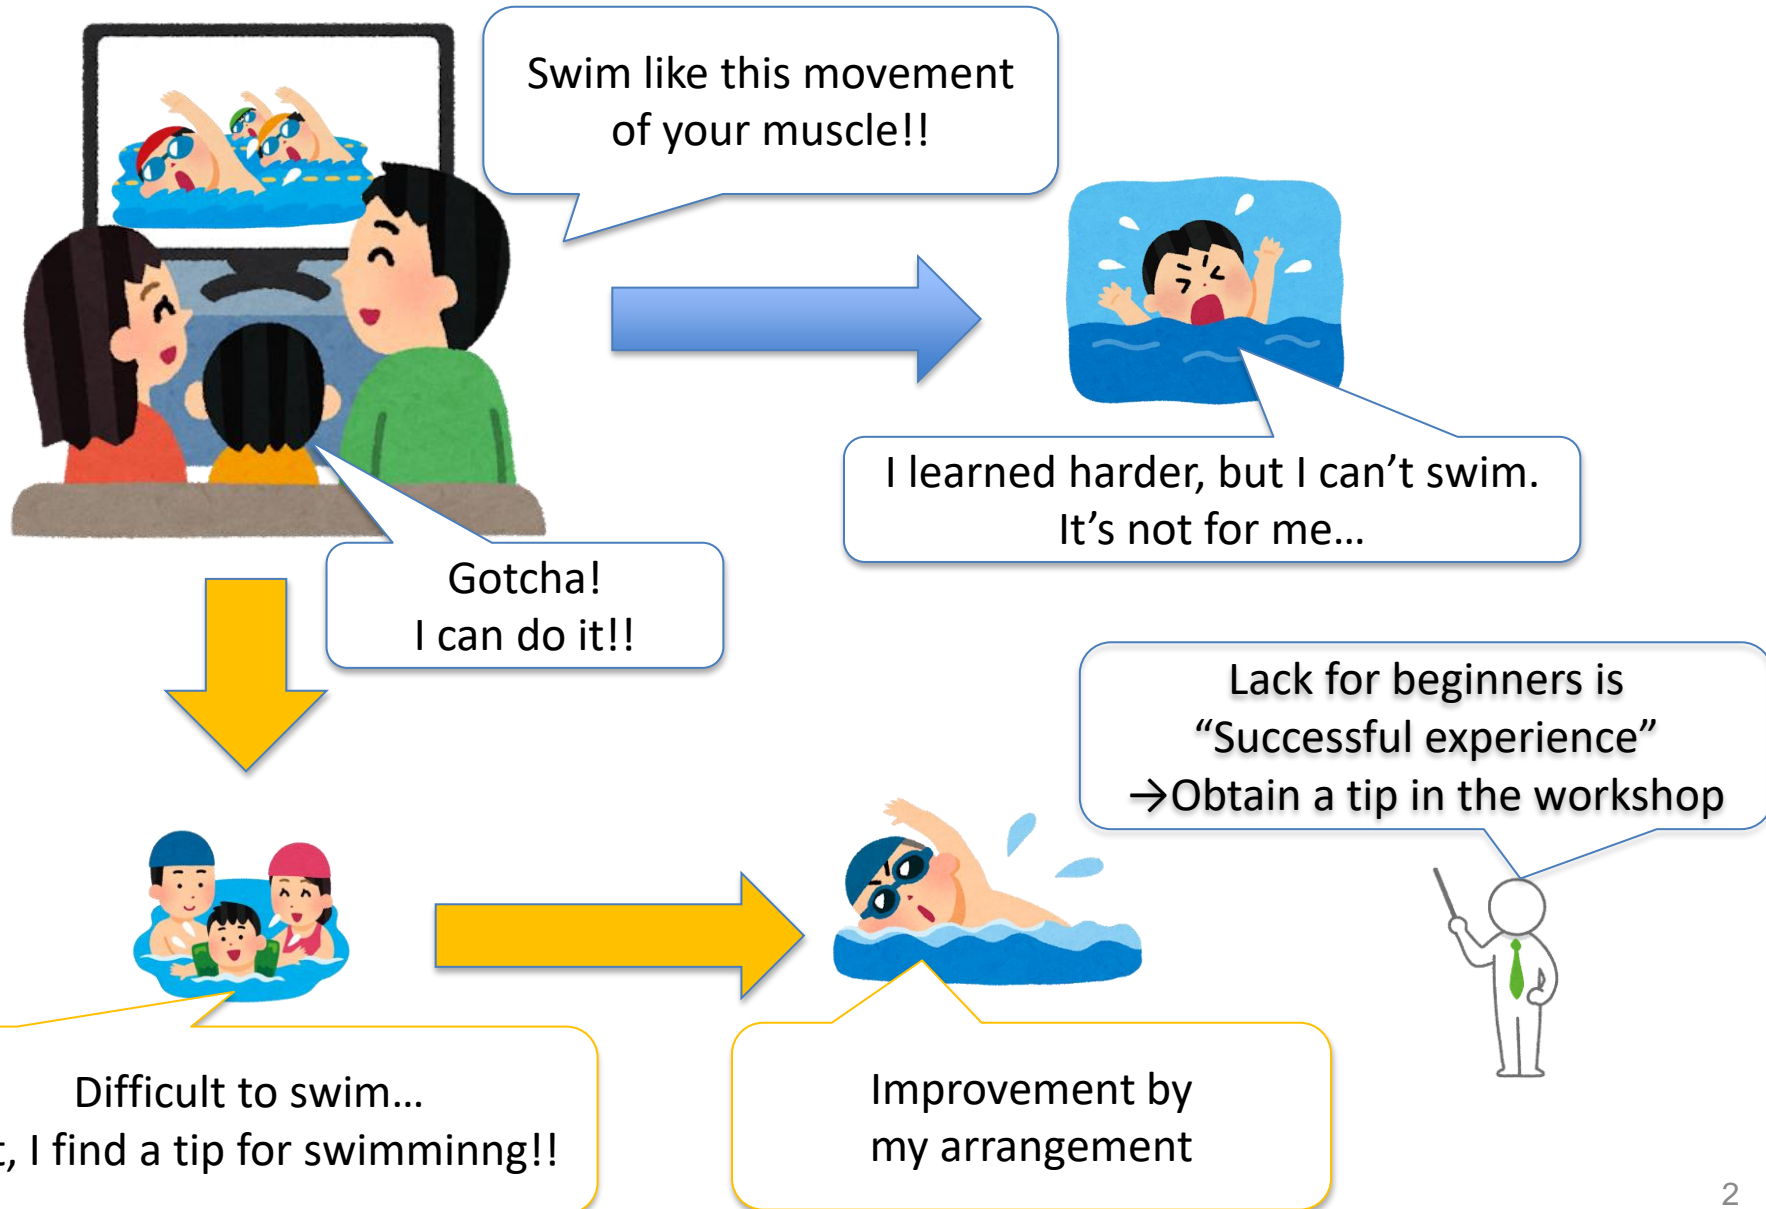 Swim like this movement
of your muscle!!
I learned harder, but I can’t swim.
It’s not for me…
Gotcha!
I can do it!!
Lack for beginners is
“Successful experience”
→Obtain a tip in the workshop
Difficult to swim…
, I find a tip for swimminng!!
Improvement by
my arrangement
2